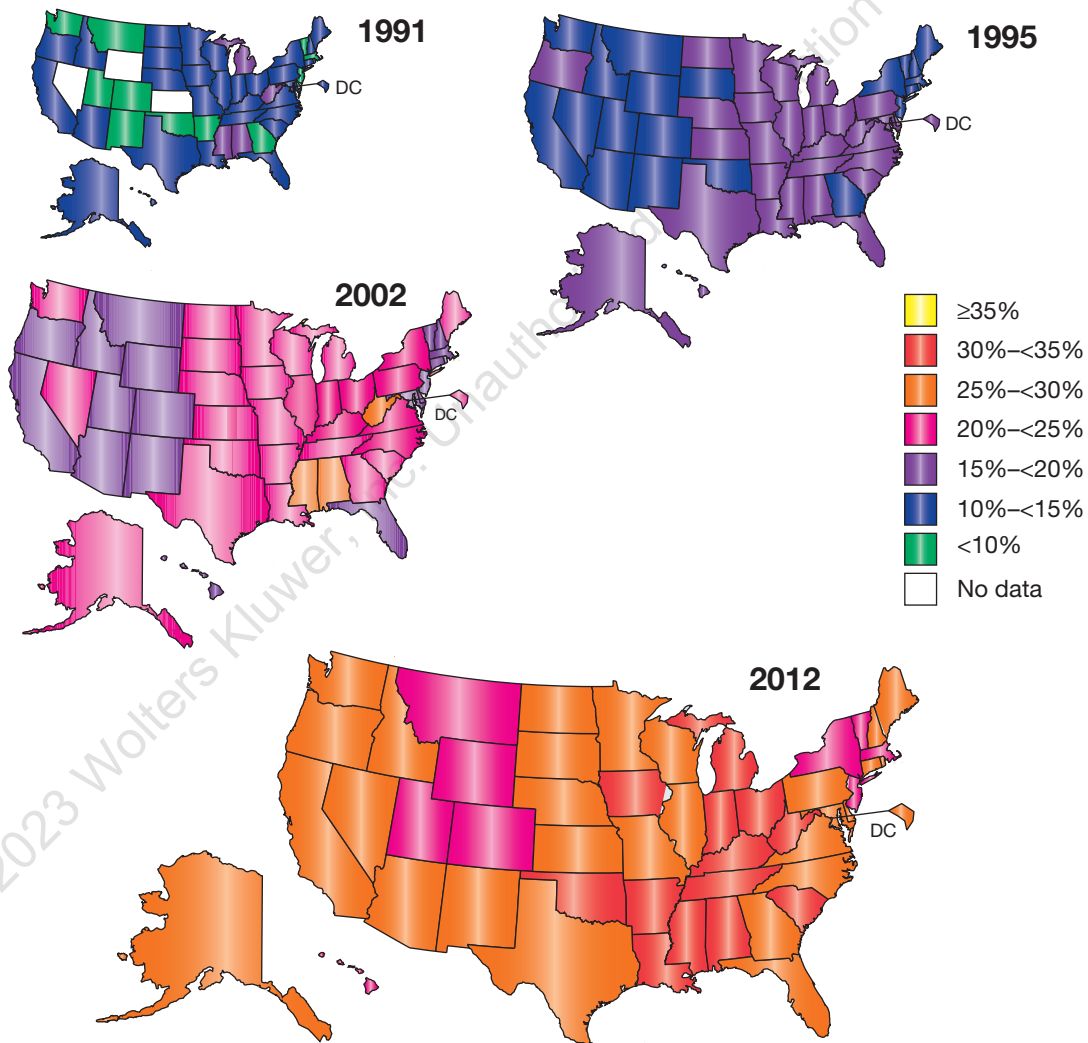 1991
DC
1995
DC
2002
DC
≥35%
30%–<35%
25%–<30%
20%–<25%
15%–<20%
10%–<15%
<10%
No data
2012
DC
2023 Wolters Kluwer, Inc. Unauthorized